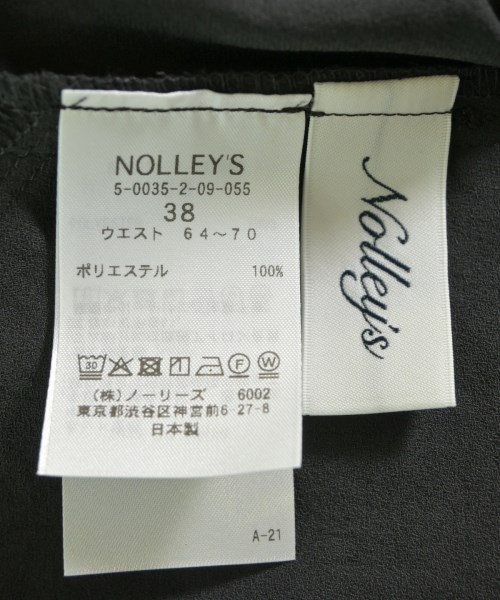 NOLLEY'S
5-0035-2-09-055
38
ウエスト 64〜70
ポリエステル 100%
30 F W
(株)ノーリーズ 6002
東京都渋谷区神宮前6-27-8
日本製
A-21
Nolley's